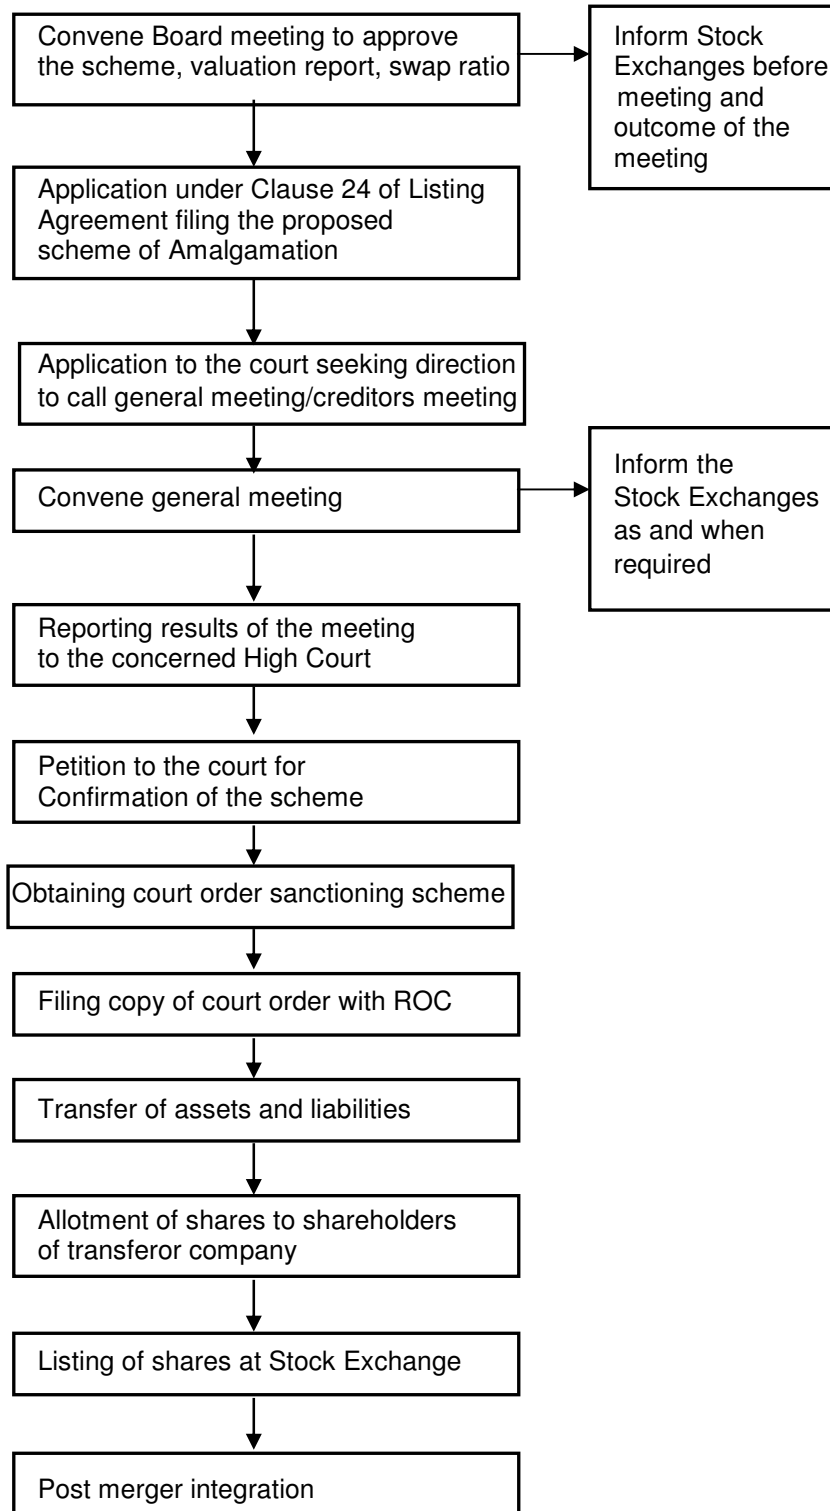 Convene Board meeting to approve
the scheme, valuation report, swap ratio
Inform Stock
Exchanges before
meeting and
outcome of the
meeting
Application under Clause 24 of Listing
Agreement filing the proposed
scheme of Amalgamation
Application to the court seeking direction
to call general meeting/creditors meeting
Convene general meeting
Inform the
Stock Exchanges
as and when
required
Reporting results of the meeting
to the concerned High Court
Petition to the court for
Confirmation of the scheme
Obtaining court order sanctioning scheme
Filing copy of court order with ROC
Transfer of assets and liabilities
Allotment of shares to shareholders
of transferor company
Listing of shares at Stock Exchange
Post merger integration